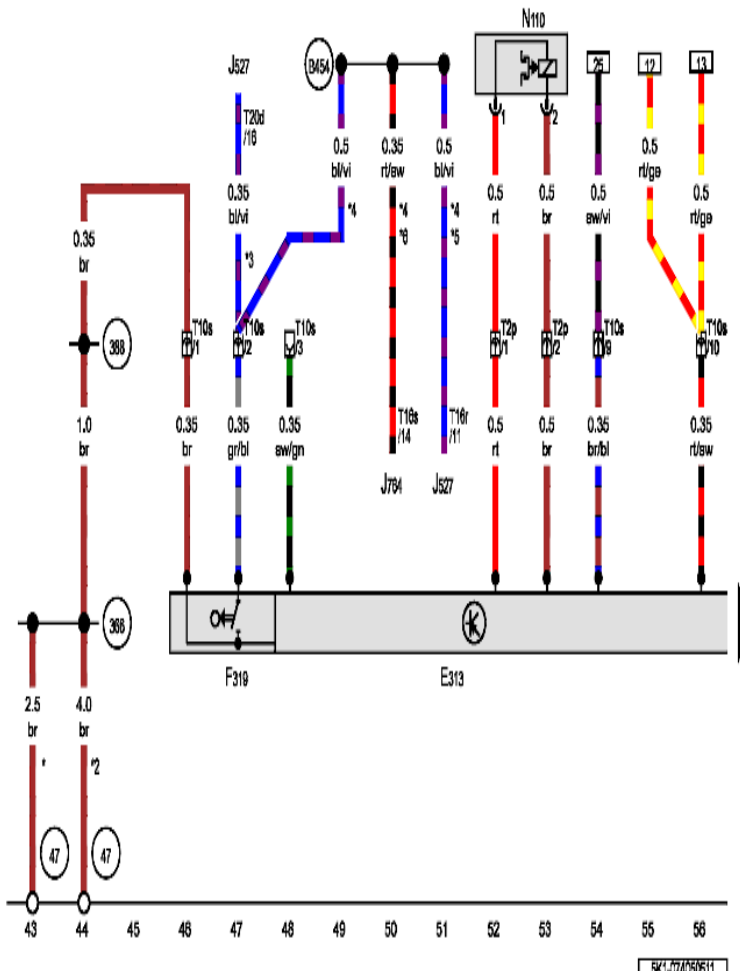 N110
J527
B454
25
12
13
T20d
/16
1
2
0.5
bl/vi
0.35
rt/sw
0.5
bl/vi
0.5
rt
0.5
br
0.5
sw/vi
0.5
rt/ge
0.5
rt/ge
0.35
bl/vi
*4
*4
*6
*4
*5
0.35
br
*3
388
T10s
/1
T10s
/2
T10s
/3
T2p
/1
T2p
/2
T10s
/9
T10s
/10
1.0
br
0.35
br
0.35
gr/bl
0.35
sw/gn
T16s
/14
T16r
/11
0.5
rt
0.5
br
0.35
br/bl
0.35
rt/sw
J764
J527
368
F319
E313
2.5
br
4.0
br
*
*2
47
47
43 44 45 46 47 48 49 50 51 52 53 54 55 56
5K1-074050511